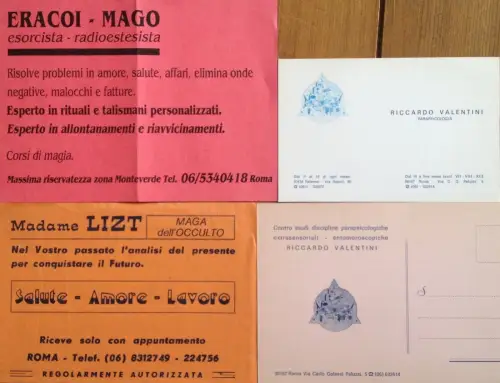 ERACOI - MAGO
esorcista - radioestesista
Risolve problemi in amore, salute, affari, elimina onde
negative, malocchi e fatture.
Esperto in rituali e talismani personalizzati.
Esperto in allontanamenti e riavvicinamenti.
Corsi di magia.
Massima riservatezza zona Monteverde Tel. 06/5340418 Roma
RICCARDO VALENTINI
PARAPSICOLOGO
Madame LIZT
MAGA
dell'OCCULTO
Nel Vostro passato l'analisi del presente
per conquistare il Futuro.
Salute - Amore - Lavoro
Riceve solo con appuntamento
ROMA - Telef. (06) 8312749 - 224756
REGOLARMENTE AUTORIZZATA
Centro studi discipline parapsicologiche
RICCARDO VALENTINI